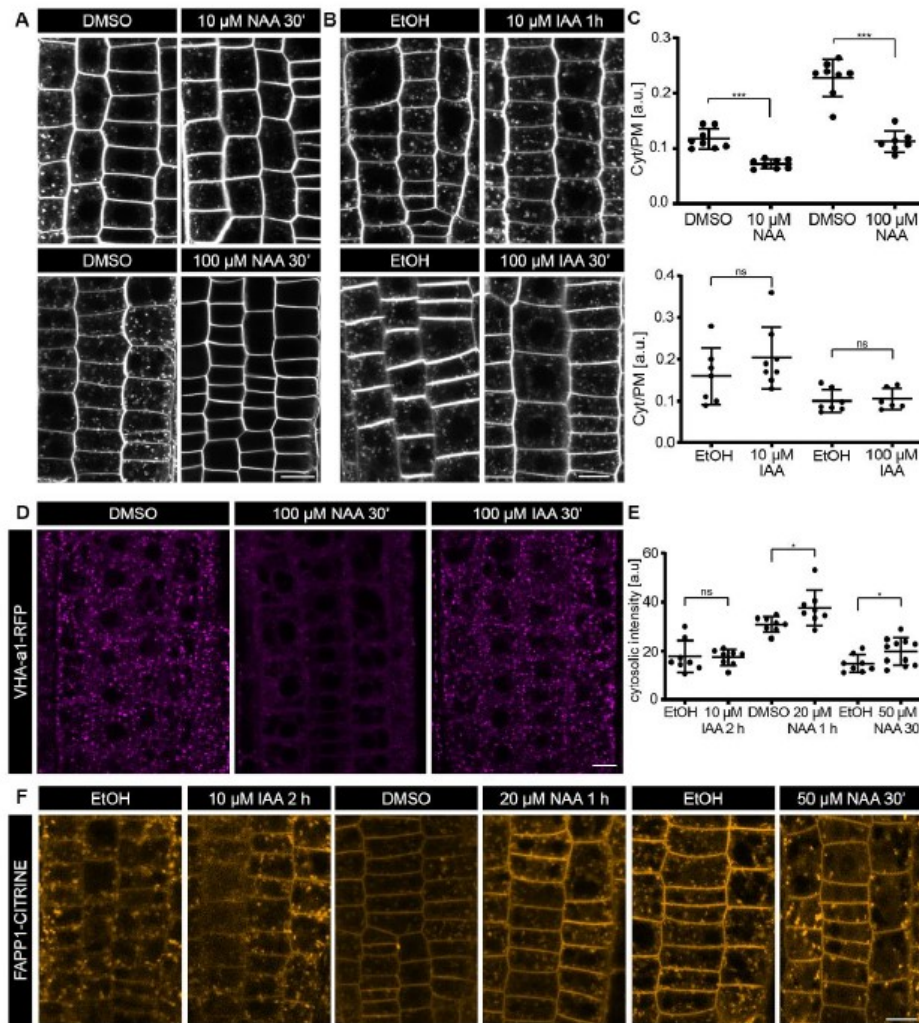 A
DMSO
10 µM NAA 30'
B
EtOH
10 µM IAA 1h
C
Cyt/PM [a.u.]
0.3
0.2
0.1
0.0
***
***
DMSO
10 µM NAA
DMSO
100 µM NAA
DMSO
100 µM NAA 30'
EtOH
100 µM IAA 30'
Cyt/PM [a.u.]
0.4
0.3
0.2
0.1
0.0
ns
ns
EtOH
10 µM IAA
EtOH
100 µM IAA
D
DMSO
100 µM NAA 30'
100 µM IAA 30'
VHA-a1-RFP
E
cytosolic intensity [a.u]
60
40
20
0
ns
*
*
EtOH
10 µM IAA 2 h
DMSO
20 µM NAA 1 h
EtOH
50 µM NAA 30'
F
EtOH
10 µM IAA 2 h
DMSO
20 µM NAA 1 h
EtOH
50 µM NAA 30'
FAPP1-CITRINE